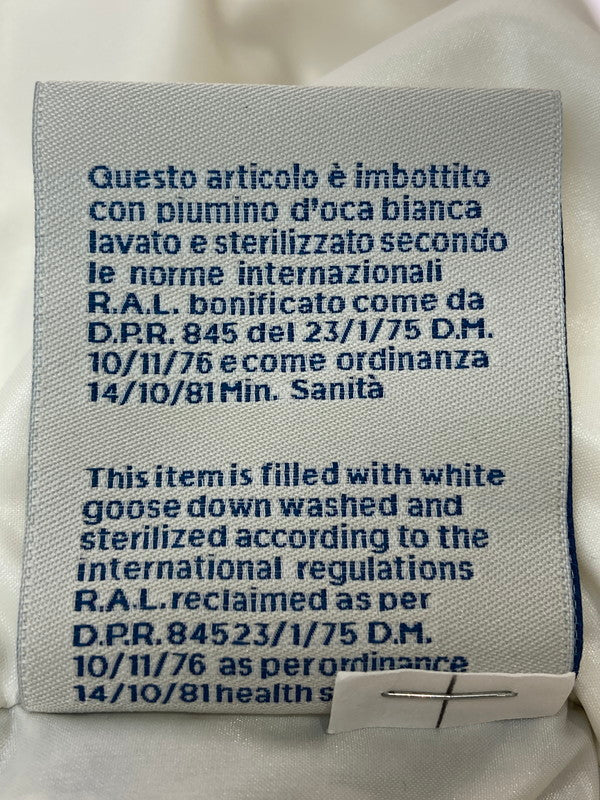 Questo articolo è imbottito
con piumino d'oca bianca
lavato e sterilizzato secondo
le norme internazionali
R.A.L. bonificato come da
D.P.R. 845 del 23/1/75 D.M.
10/11/76 e come ordinanza
14/10/81 Min. Sanità
This item is filled with white
goose down washed and
sterilized according to the
international regulations
R.A.L. reclaimed as per
D.P.R. 84523/1/75 D.M.
10/11/76 as per ordinance
14/10/81 health